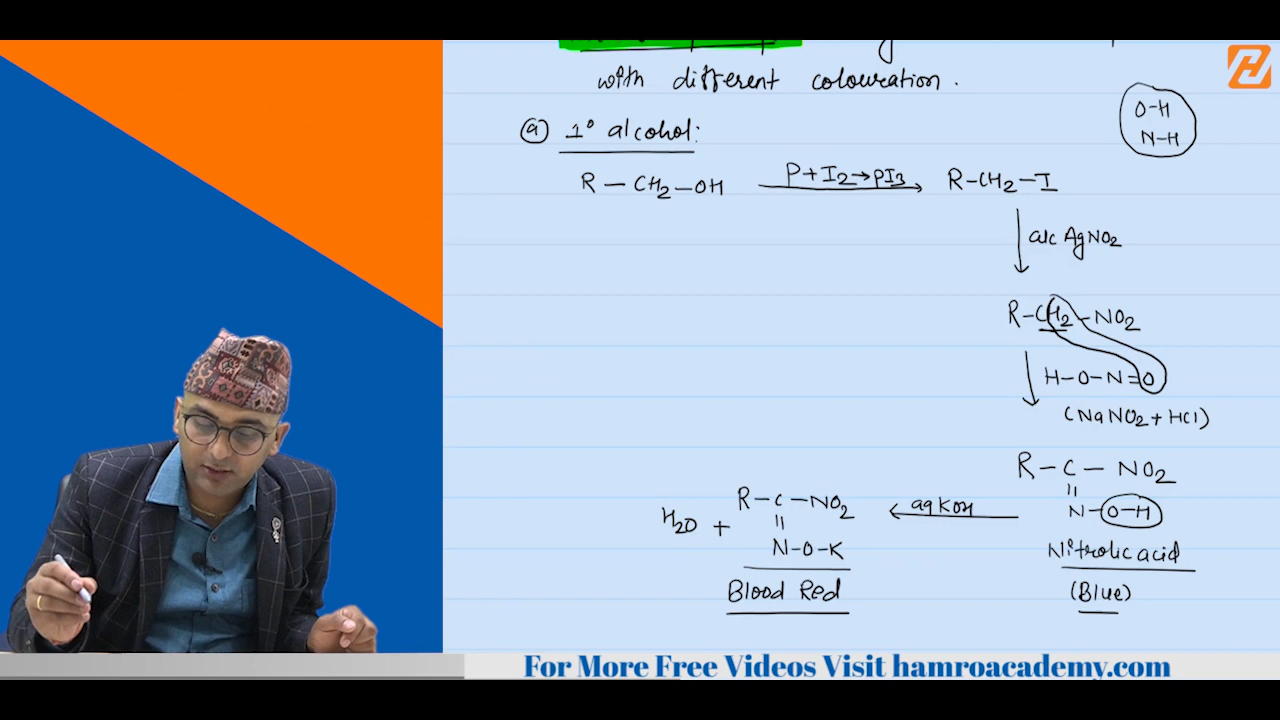 with different colouration.
O-H
N-H
ⓐ 1° alcohol:
R — CH2 — OH P + I2 → PI3 R-CH2-I
alc AgNO2
R-CH2-NO2
H-O-N=O
(NaNO2 + HCl)
R - C - NO2
||
N - O-H
Nitrolic acid
(Blue)
aq KOH
H2O + R - C - NO2
||
N-O-K
Blood Red
For More Free Videos Visit hamroacademy.com